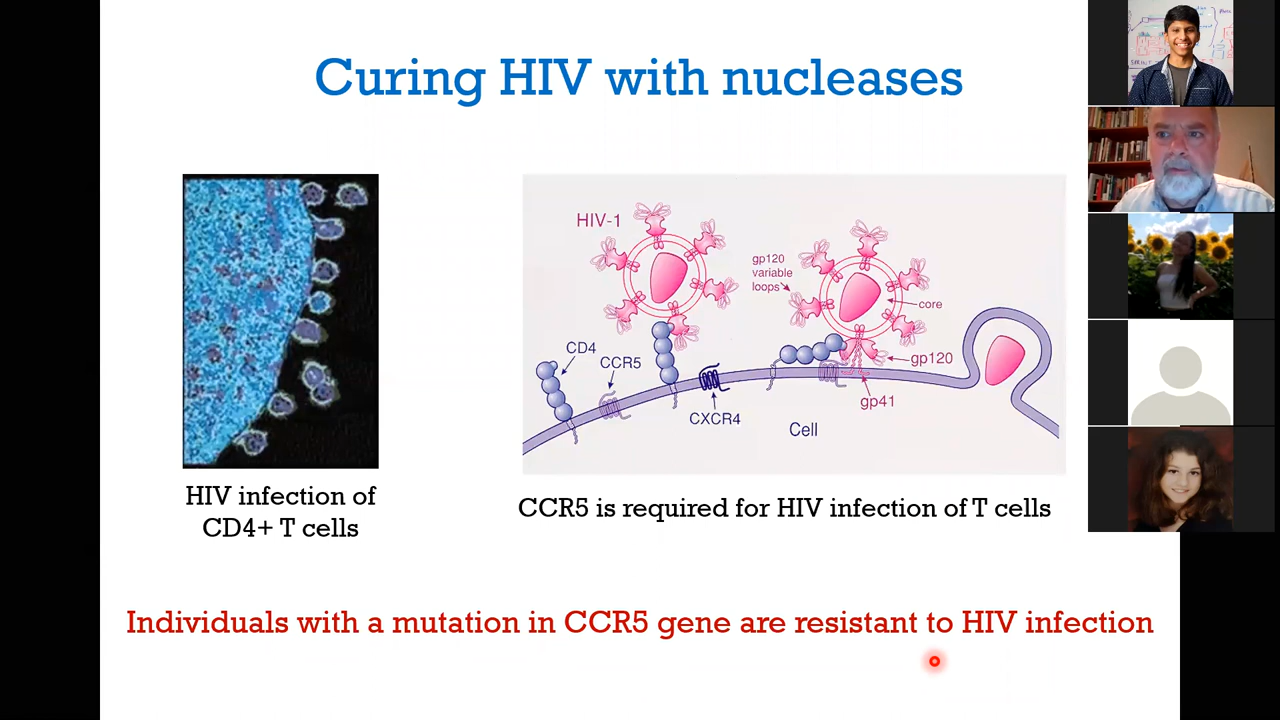 Curing HIV with nucleases
HIV-1
gp120
variable
loops
core
CD4
CCR5
gp120
gp41
CXCR4
Cell
HIV infection of
CD4+ T cells
CCR5 is required for HIV infection of T cells
Individuals with a mutation in CCR5 gene are resistant to HIV infection